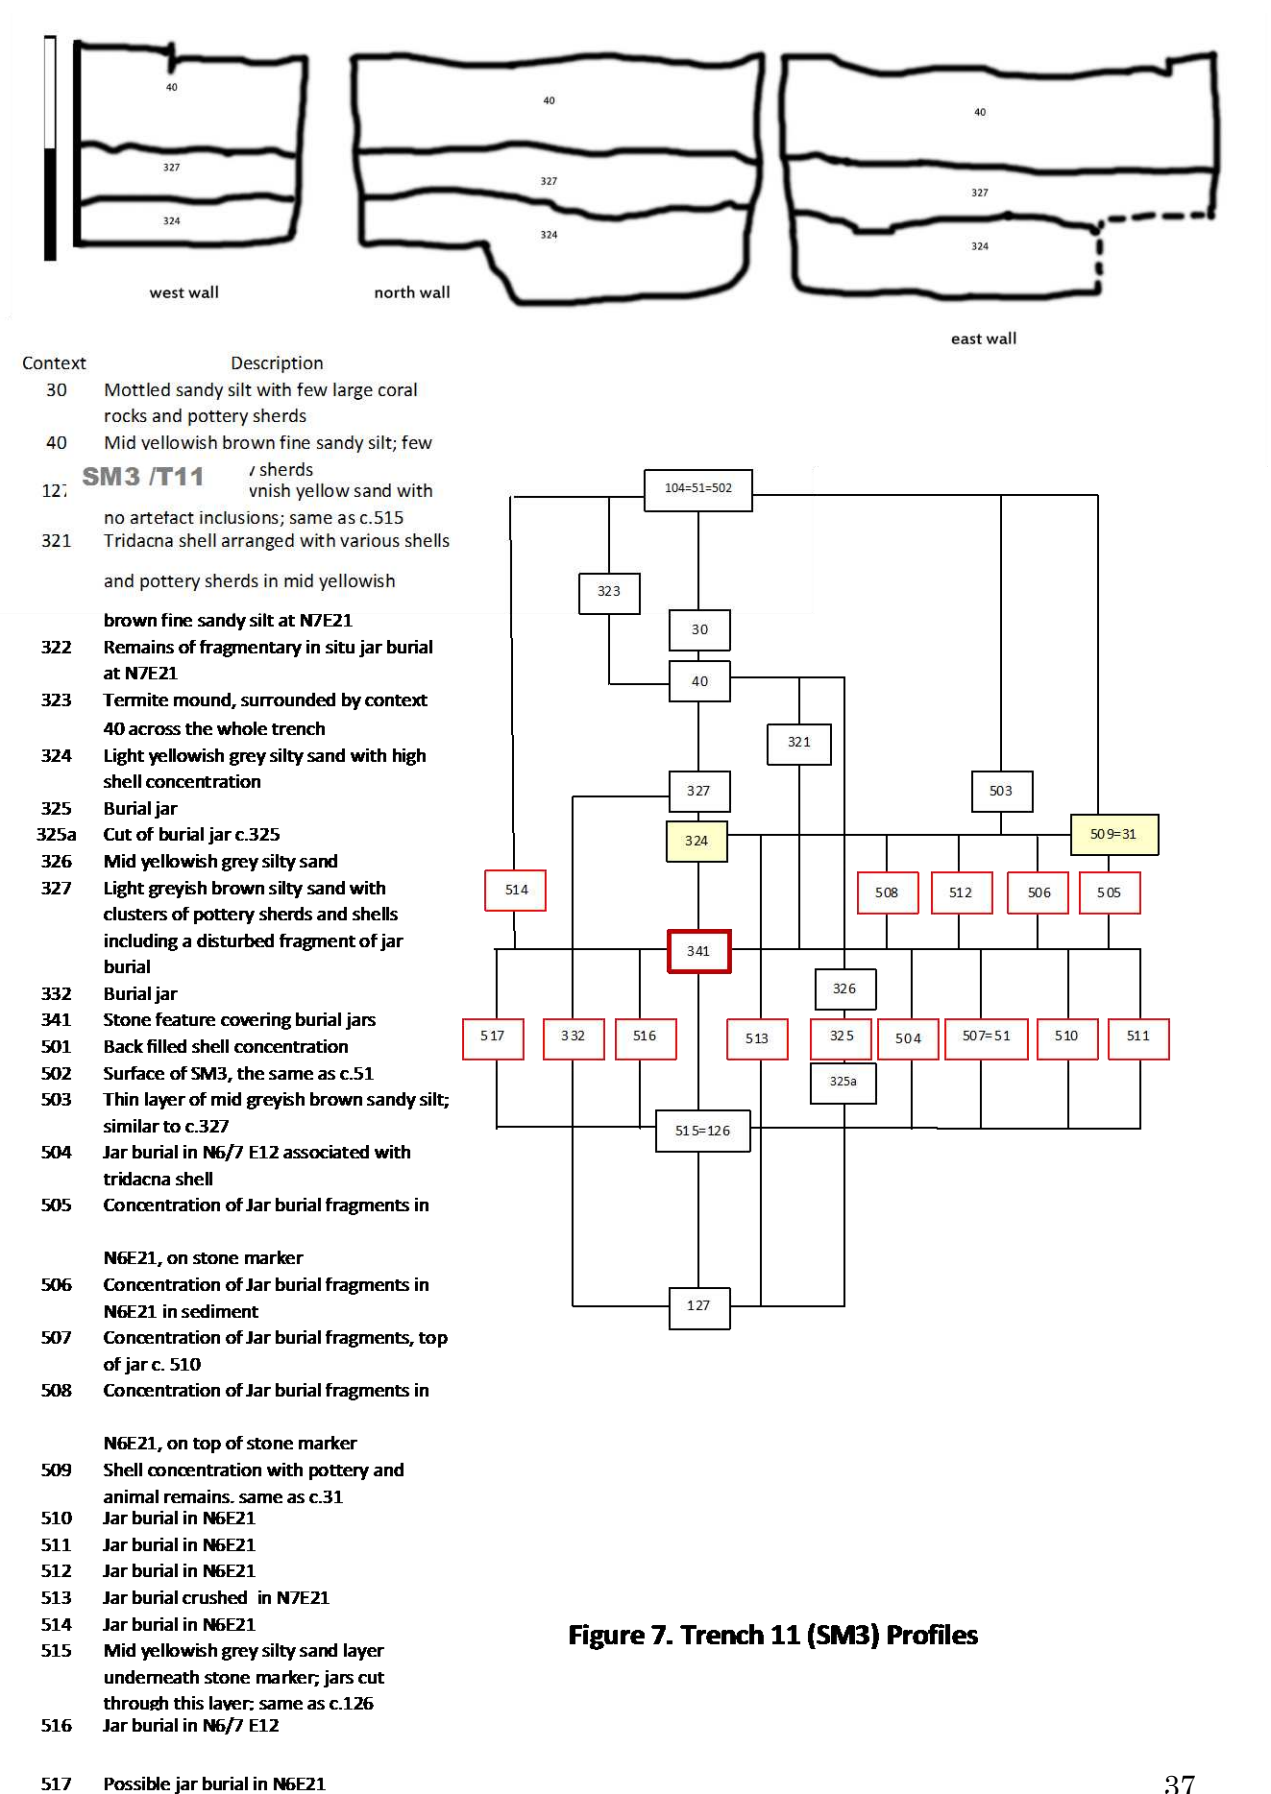 40
327
324
west wall
40
327
324
north wall
40
327
324
east wall
Context Description
30 Mottled sandy silt with few large coral
rocks and pottery sherds
40 Mid yellowish brown fine sandy silt; few
sherds
SM3 /T11
127 vnish yellow sand with
no artefact inclusions; same as c.515
321 Tridacna shell arranged with various shells
and pottery sherds in mid yellowish
brown fine sandy silt at N7E21
322 Remains of fragmentary in situ jar burial
at N7E21
323 Termite mound, surrounded by context
40 across the whole trench
324 Light yellowish grey silty sand with high
shell concentration
325 Burial jar
325a Cut of burial jar c.325
326 Mid yellowish grey silty sand
327 Light greyish brown silty sand with
clusters of pottery sherds and shells
including a disturbed fragment of jar
burial
332 Burial jar
341 Stone feature covering burial jars
501 Back filled shell concentration
502 Surface of SM3, the same as c.51
503 Thin layer of mid greyish brown sandy silt;
similar to c.327
504 Jar burial in N6/7 E12 associated with
tridacna shell
505 Concentration of Jar burial fragments in
N6E21, on stone marker
506 Concentration of Jar burial fragments in
N6E21 in sediment
507 Concentration of Jar burial fragments, top
of jar c. 510
508 Concentration of Jar burial fragments in
N6E21, on top of stone marker
509 Shell concentration with pottery and
animal remains. same as c.31
510 Jar burial in N6E21
511 Jar burial in N6E21
512 Jar burial in N6E21
513 Jar burial crushed in N7E21
514 Jar burial in N6E21
515 Mid yellowish grey silty sand layer
underneath stone marker; jars cut
through this layer; same as c.126
516 Jar burial in N6/7 E12
517 Possible jar burial in N6E21
104=51=502
323
30
40
321
327
503
324
509=31
514
508
512
506
505
341
326
517
332
516
513
325
504
507=51
510
511
325a
515=126
127
Figure 7. Trench 11 (SM3) Profiles
37